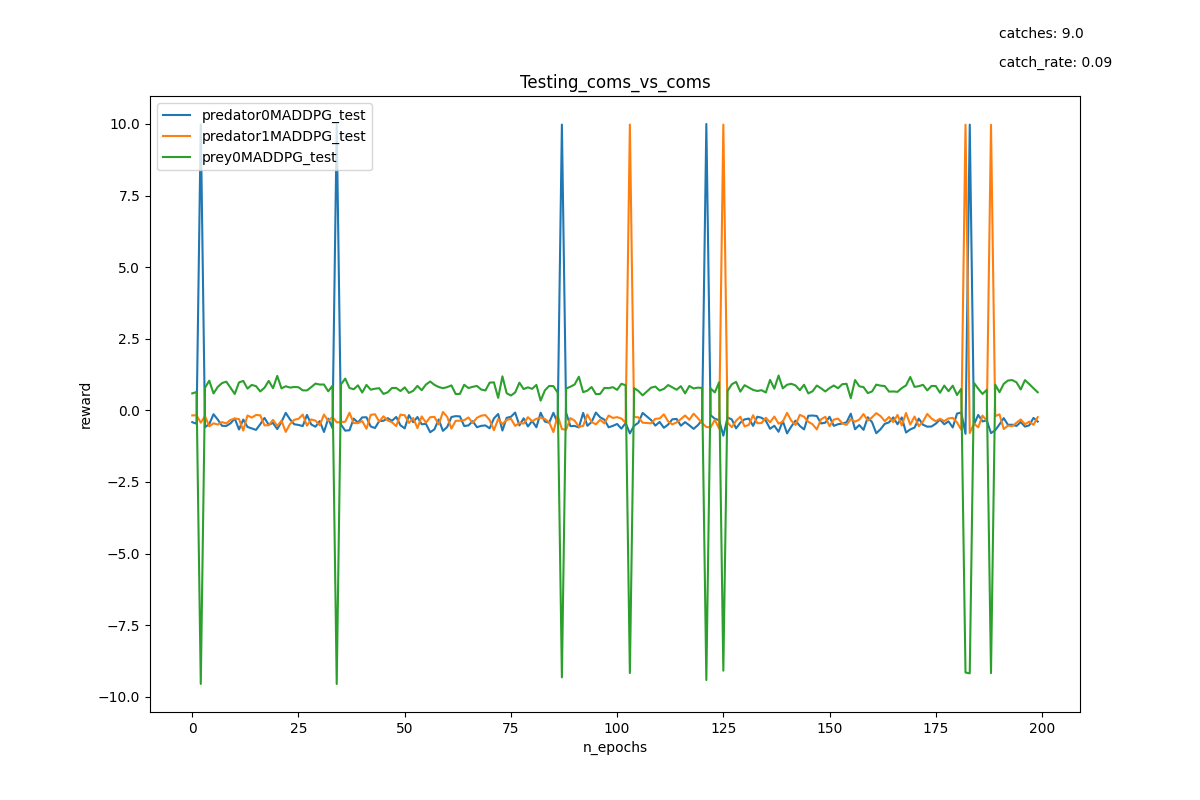 catches: 9.0
catch_rate: 0.09
Testing_coms_vs_coms
predator0MADDPG_test
predator1MADDPG_test
prey0MADDPG_test
10.0
7.5
5.0
2.5
0.0
−2.5
−5.0
−7.5
−10.0
reward
0 25 50 75 100 125 150 175 200
n_epochs